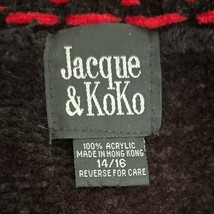 Jacque
& KoKo
100% ACRYLIC
MADE IN HONG KONG
14/16
REVERSE FOR CARE